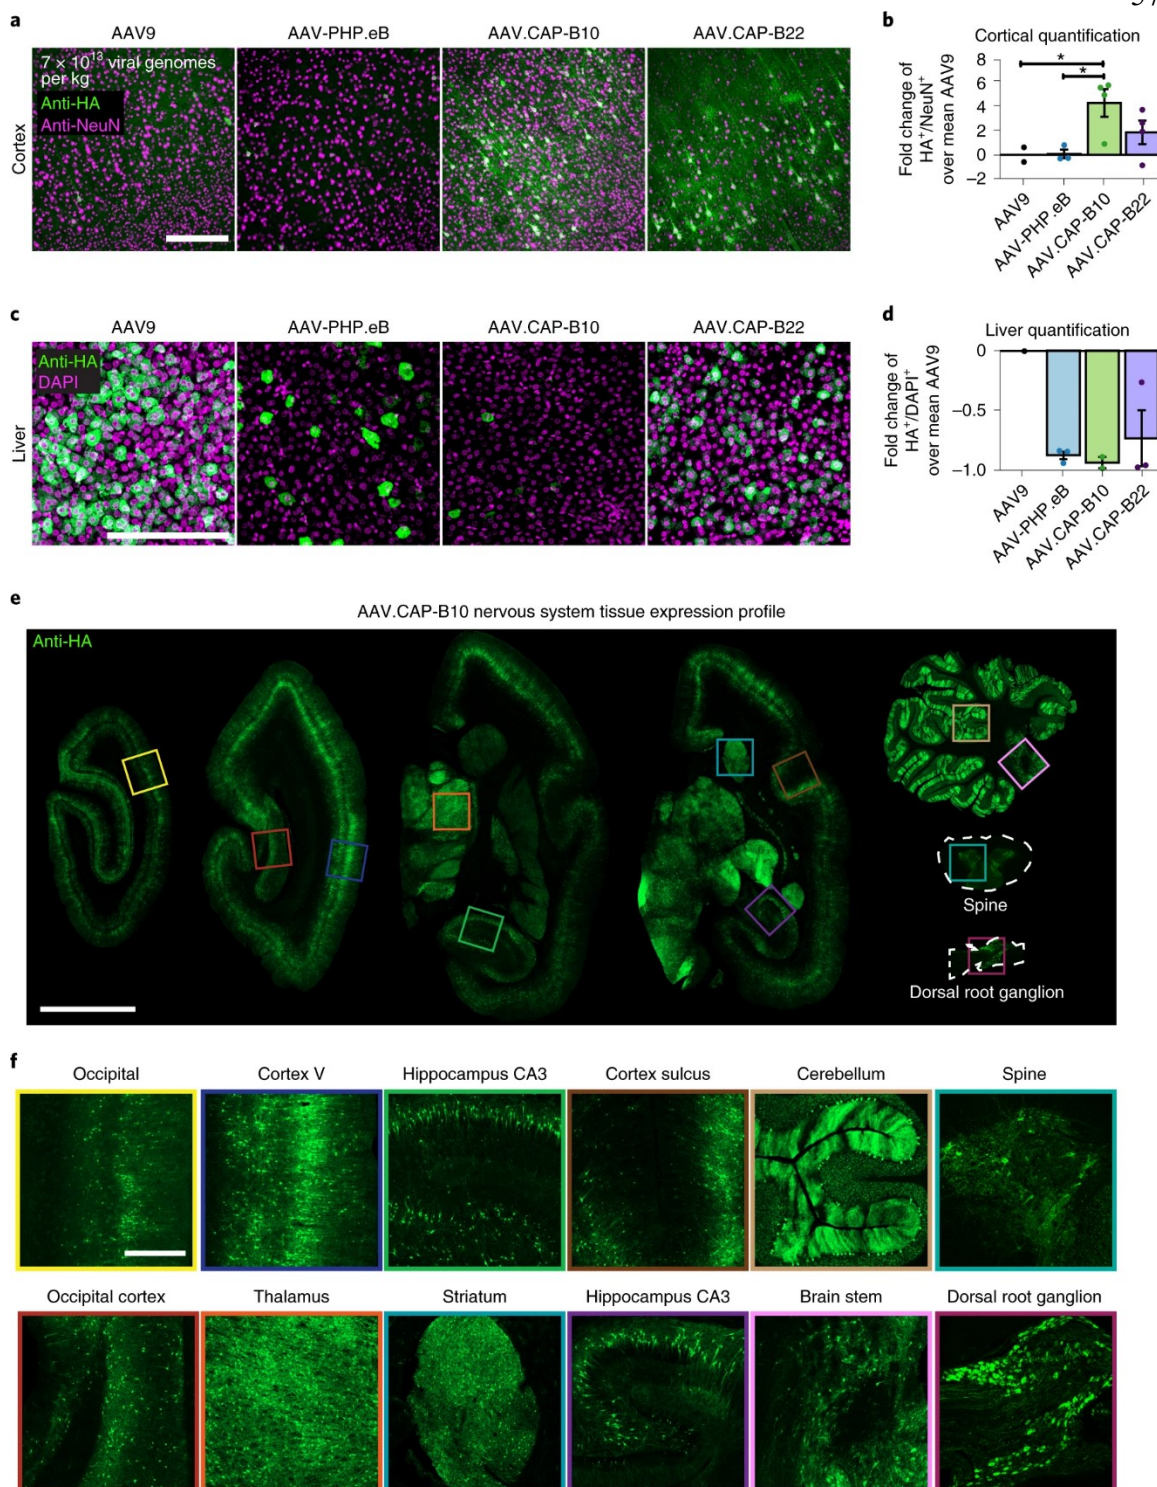 a
AAV9
AAV-PHP.eB
AAV.CAP-B10
AAV.CAP-B22
7 × 10¹³ viral genomes
per kg
Anti-HA
Anti-NeuN
Cortex
b
Cortical quantification
Fold change of
HA⁺/NeuN⁺
over mean AAV9
8
6
4
2
0
–2
*
*
AAV9
AAV-PHP.eB
AAV.CAP-B10
AAV.CAP-B22
c
AAV9
AAV-PHP.eB
AAV.CAP-B10
AAV.CAP-B22
Anti-HA
DAPI
Liver
d
Liver quantification
Fold change of
HA⁺/DAPI⁺
over mean AAV9
0
–0.5
–1.0
AAV9
AAV-PHP.eB
AAV.CAP-B10
AAV.CAP-B22
e
AAV.CAP-B10 nervous system tissue expression profile
Anti-HA
Spine
Dorsal root ganglion
f
Occipital
Cortex V
Hippocampus CA3
Cortex sulcus
Cerebellum
Spine
Occipital cortex
Thalamus
Striatum
Hippocampus CA3
Brain stem
Dorsal root ganglion